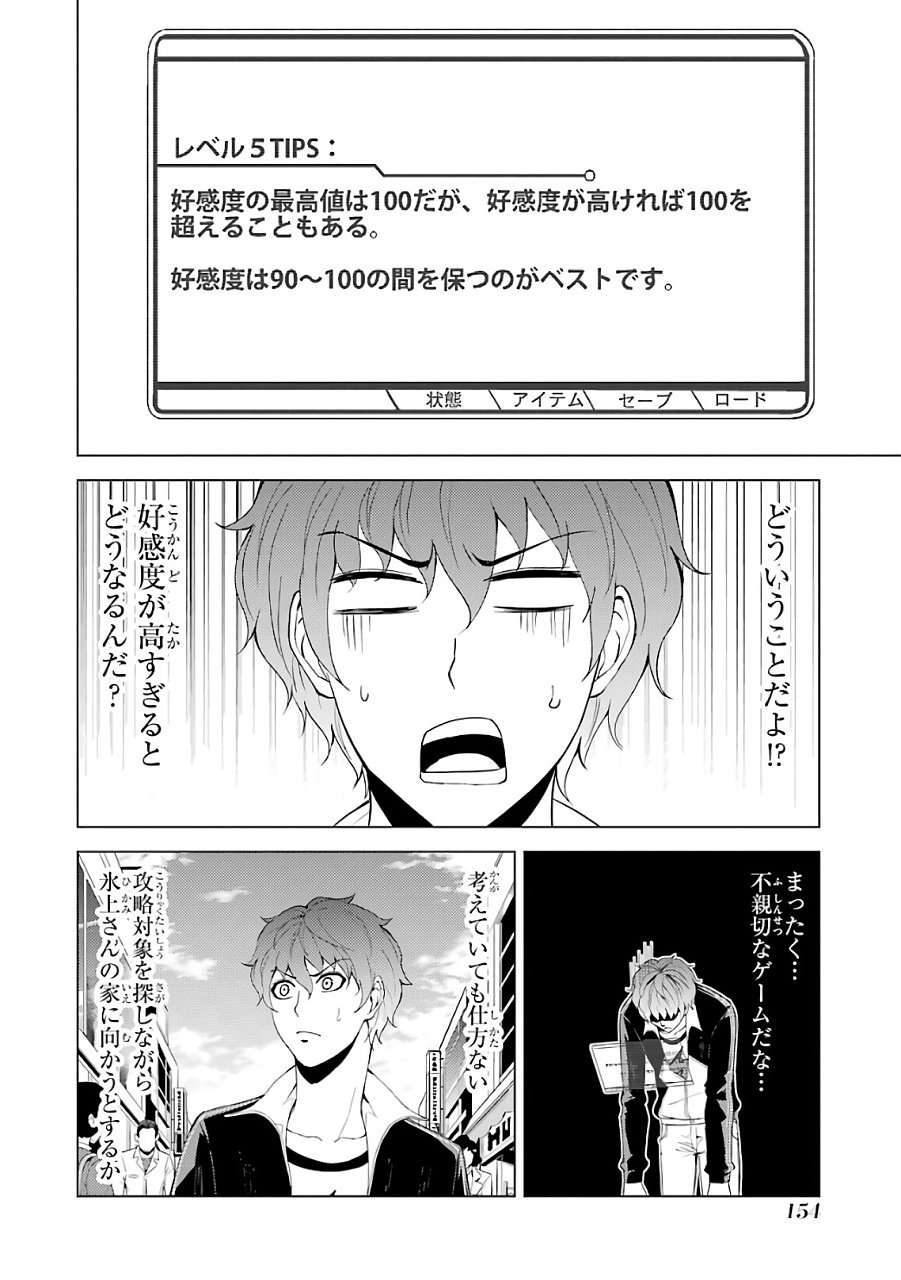 レベル5TIPS：
好感度の最高値は100だが、好感度が高ければ100を
超えることもある。
好感度は90～100の間を保つのがベストです。
状態
アイテム
セーブ
ロード
どういうことだよ!?
好感度が高すぎると
どうなるんだ？
まったく…
不親切なゲームだな…
考えていても仕方ない
攻略対象を探しながら
氷上さんの家に向かうとするか
154